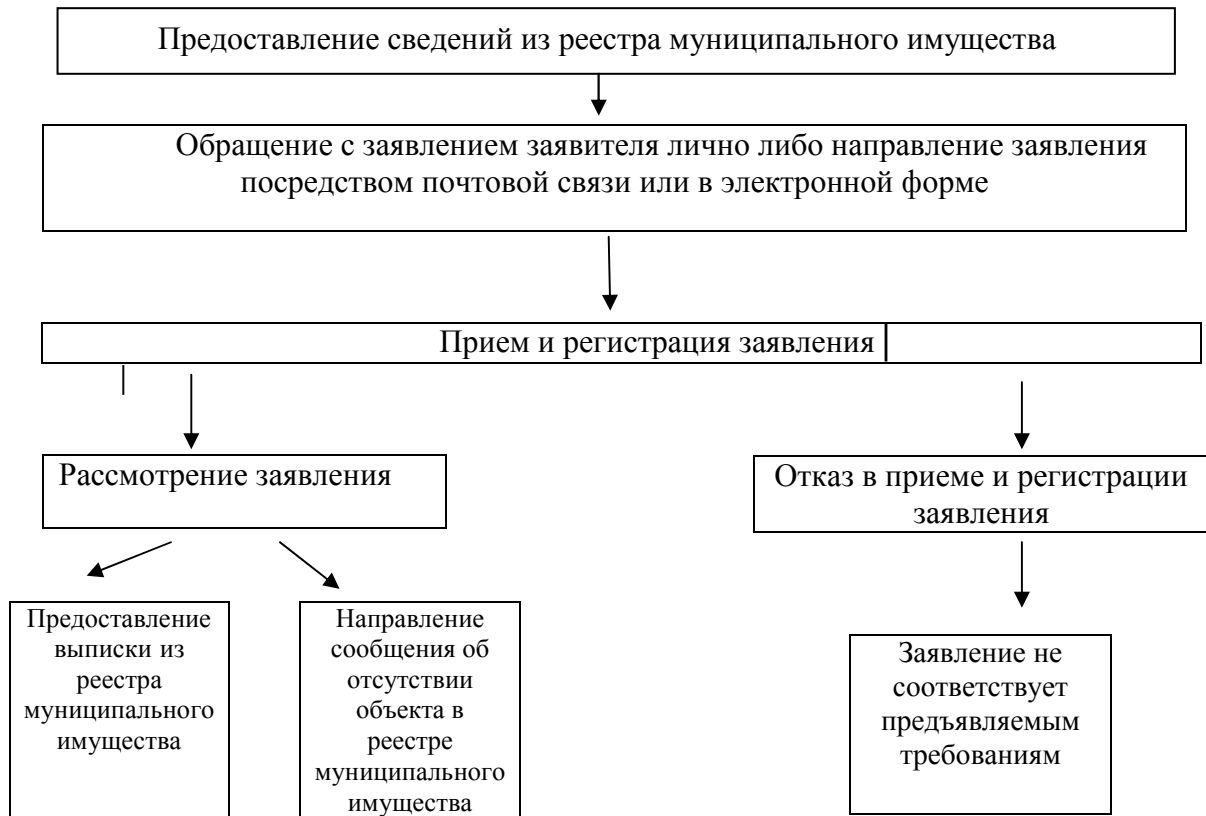 Предоставление сведений из реестра муниципального имущества
Обращение с заявлением заявителя лично либо направление заявления
посредством почтовой связи или в электронной форме
Прием и регистрация заявления
Рассмотрение заявления
Отказ в приеме и регистрации
заявления
Предоставление
выписки из
реестра
муниципального
имущества
Направление
сообщения об
отсутствии
объекта в
реестре
муниципального
имущества
Заявление не
соответствует
предъявляемым
требованиям